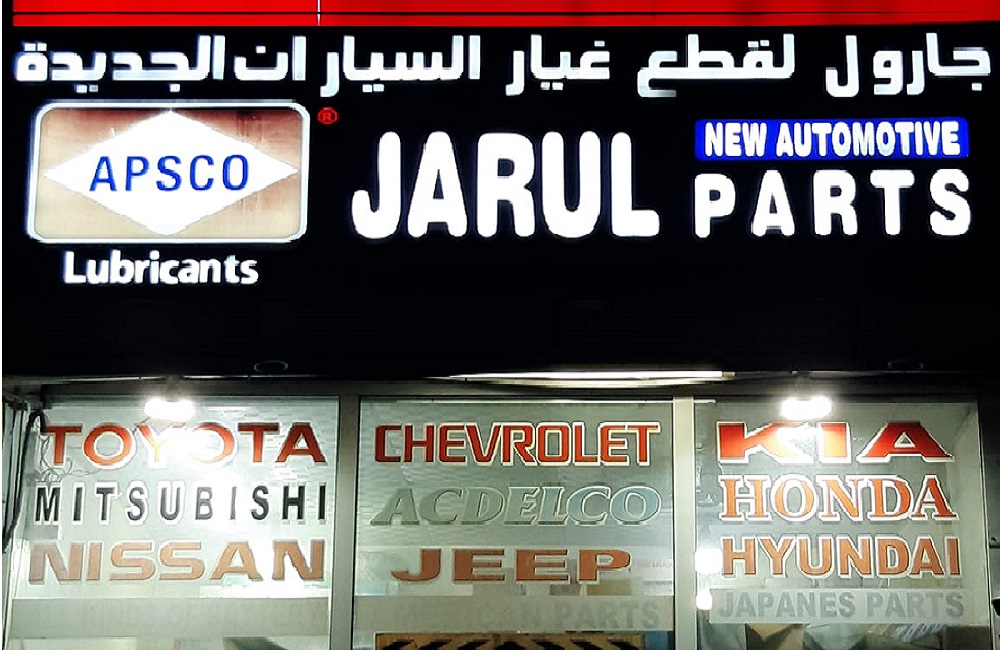 جارول لقطع غيار السيارات الجديدة
APSCO
®
Lubricants
JARUL
NEW AUTOMOTIVE
PARTS
TOYOTA
MITSUBISHI
NISSAN
CHEVROLET
ACDELCO
JEEP
PARTS
KIA
HONDA
HYUNDAI
JAPANES PARTS